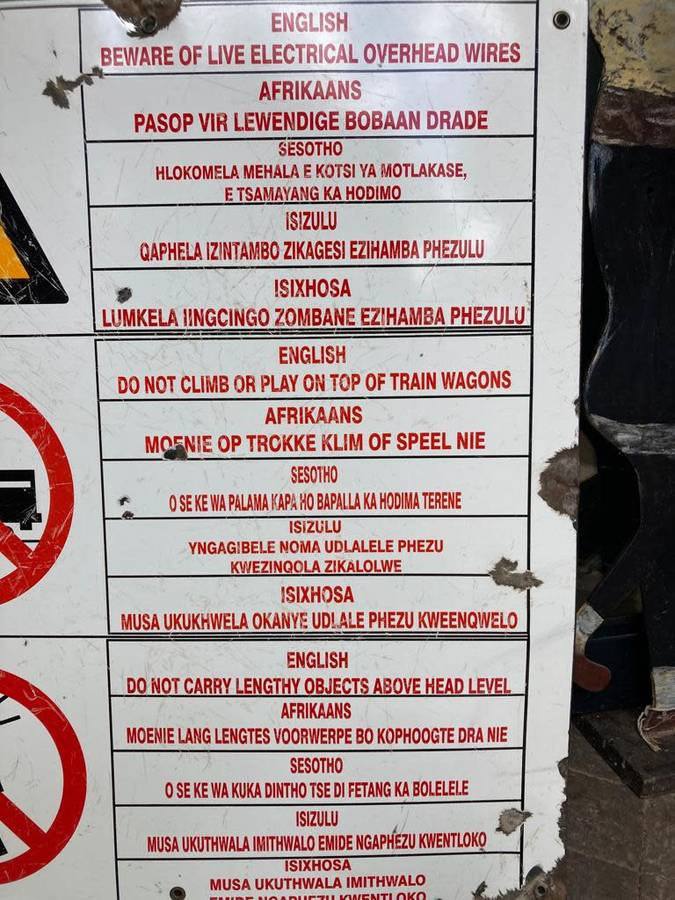 ENGLISH
BEWARE OF LIVE ELECTRICAL OVERHEAD WIRES
AFRIKAANS
PASOP VIR LEWENDIGE BOBAAN DRADE
SESOTHO
HLOKOMELA MEHALA E KOTSI YA MOTLAKASE,
E TSAMAYANG KA HODIMO
ISIZULU
QAPHELA IZINTAMBO ZIKAGESI EZIHAMBA PHEZULU
ISIXHOSA
LUMKELA IINGCINGO ZOMBANE EZIHAMBA PHEZULU
ENGLISH
DO NOT CLIMB OR PLAY ON TOP OF TRAIN WAGONS
AFRIKAANS
MOENIE OP TROKKE KLIM OF SPEEL NIE
SESOTHO
O SE KE WA PALAMA KAPA HO BAPALLA KA HODIMA TERENE
ISIZULU
YNGAGIBELE NOMA UDLALELE PHEZU
KWEZINQOLA ZIKALOLWE
ISIXHOSA
MUSA UKUKHWELA OKANYE UDLALE PHEZU KWEENQWELO
ENGLISH
DO NOT CARRY LENGTHY OBJECTS ABOVE HEAD LEVEL
AFRIKAANS
MOENIE LANG LENGTES VOORWERPE BO KOPHOOGTE DRA NIE
SESOTHO
O SE KE WA KUKA DINTHO TSE DI FETANG KA BOLELELE
ISIZULU
MUSA UKUTHWALA IMITHWALO EMIDE NGAPHEZU KWENTLOKO
ISIXHOSA
MUSA UKUTHWALA IMITHWALO
EMIDE NGAPHEZU KWENTLOKO